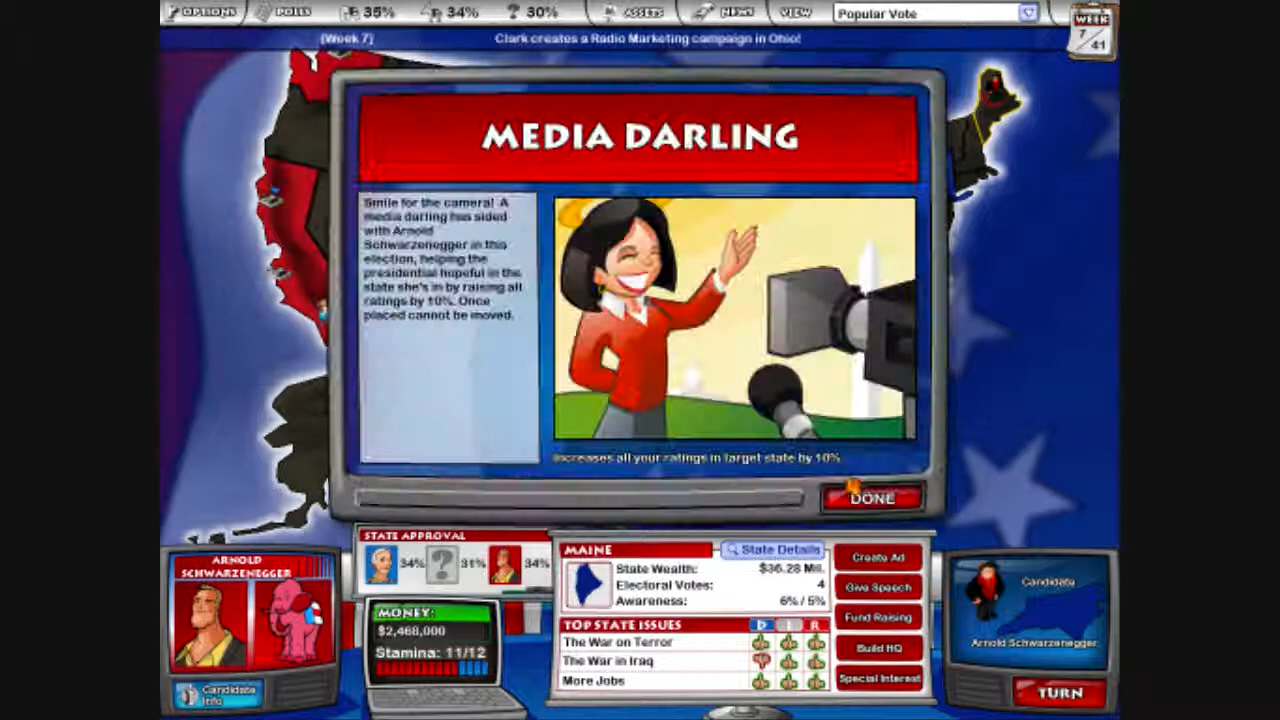 OPTIONS POLLS 35% 34% 30% ASSETS NEWS VIEW Popular Vote WEEK
7
41
(Week 7) Clark creates a Radio Marketing campaign in Ohio!
MEDIA DARLING
Smile for the camera! A
media darling has sided
with Arnold
Schwarzenegger in this
election, helping the
presidential hopeful in the
state she's in by raising all
ratings by 10%. Once
placed cannot be moved.
Increases all your ratings in target state by 10%
DONE
STATE APPROVAL
34% ? 31% 34%
ARNOLD
SCHWARZENEGGER
Candidate
Info
MONEY:
$2,468,000
Stamina: 11/12
MAINE State Details
State Wealth: $36.28 Mil.
Electoral Votes: 4
Awareness: 6% / 5%
TOP STATE ISSUES D I R
The War on Terror
The War in Iraq
More Jobs
Create Ad
Give Speech
Fund Raising
Build HQ
Special Interest
Candidate
Arnold Schwarzenegger
TURN